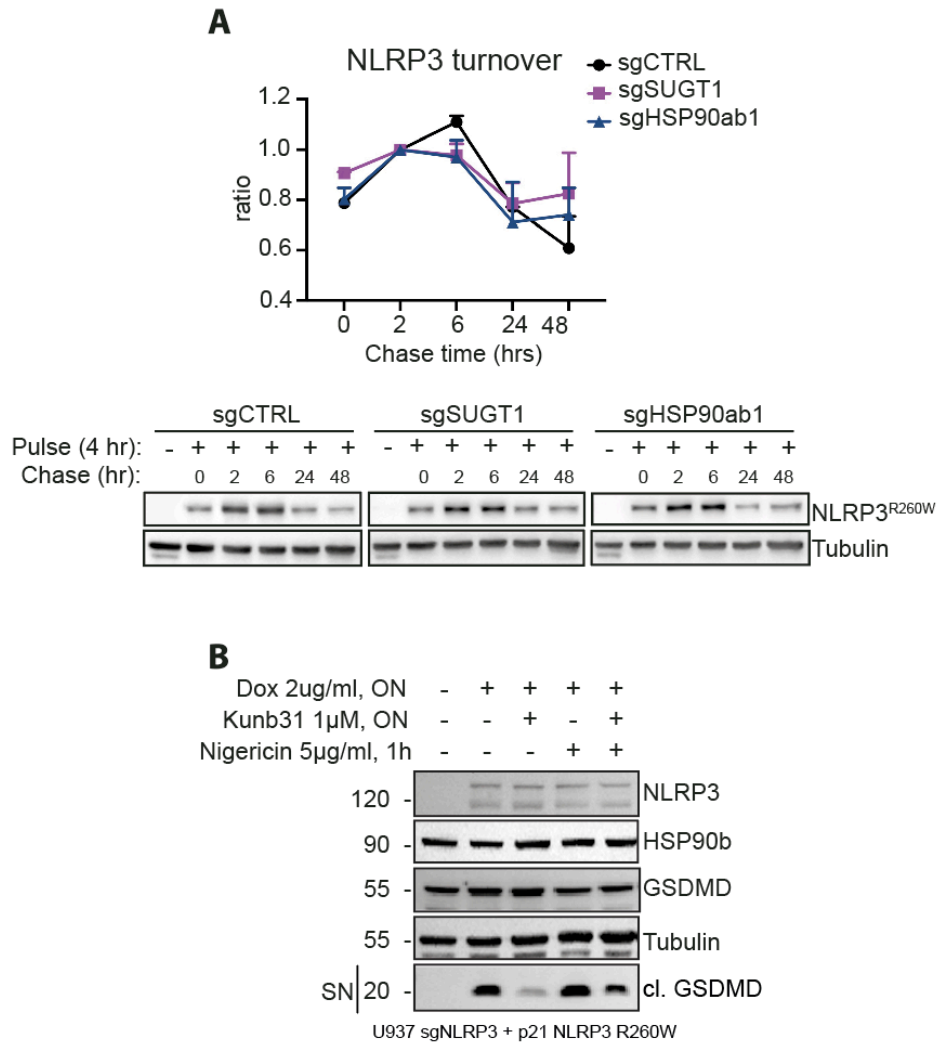 A
NLRP3 turnover
sgCTRL
sgSUGT1
sgHSP90ab1
1.2
1.0
0.8
0.6
0.4
ratio
0 2 6 24 48
Chase time (hrs)
sgCTRL sgSUGT1 sgHSP90ab1
Pulse (4 hr): - + + + + + - + + + + + - + + + + +
Chase (hr): 0 2 6 24 48 0 2 6 24 48 0 2 6 24 48
NLRP3R260W
Tubulin
B
Dox 2ug/ml, ON - + + + +
Kunb31 1µM, ON - - + - +
Nigericin 5µg/ml, 1h - - - + +
120 - NLRP3
90 - HSP90b
55 - GSDMD
55 - Tubulin
SN 20 - cl. GSDMD
U937 sgNLRP3 + p21 NLRP3 R260W